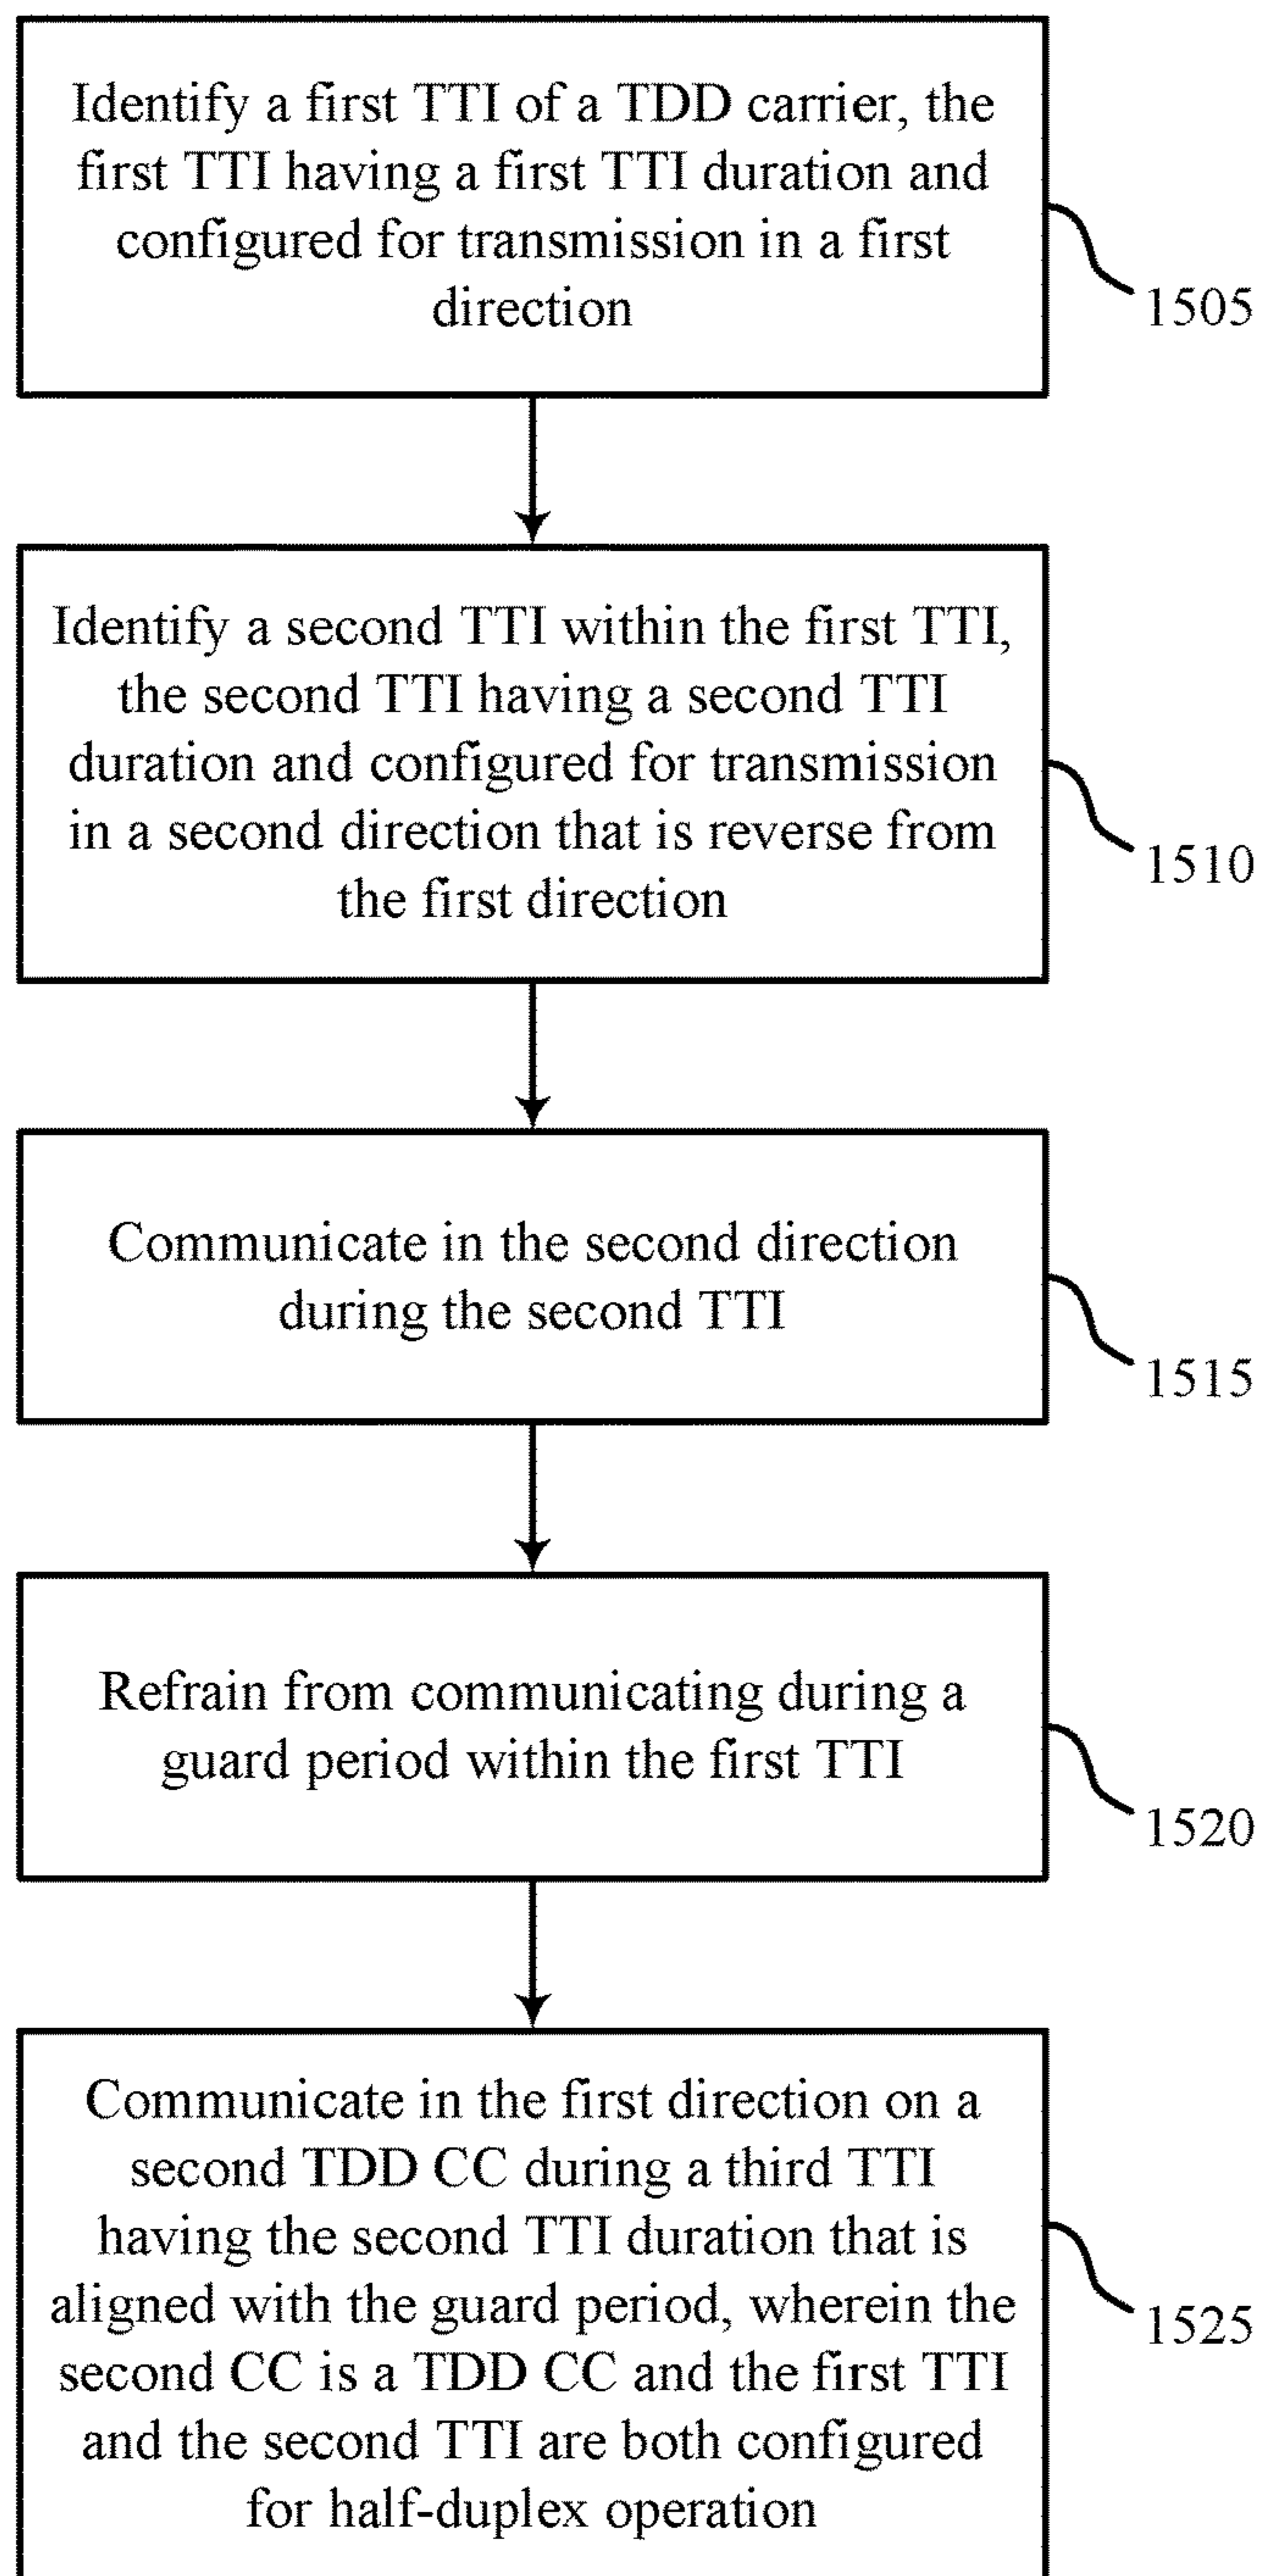 Identify a first TTI of a TDD carrier, the
first TTI having a first TTI duration and
configured for transmission in a first
direction
1505
Identify a second TTI within the first TTI,
the second TTI having a second TTI
duration and configured for transmission
in a second direction that is reverse from
the first direction
1510
Communicate in the second direction
during the second TTI
1515
Refrain from communicating during a
guard period within the first TTI
1520
Communicate in the first direction on a
second TDD CC during a third TTI
having the second TTI duration that is
aligned with the guard period, wherein the
second CC is a TDD CC and the first TTI
and the second TTI are both configured
for half-duplex operation
1525